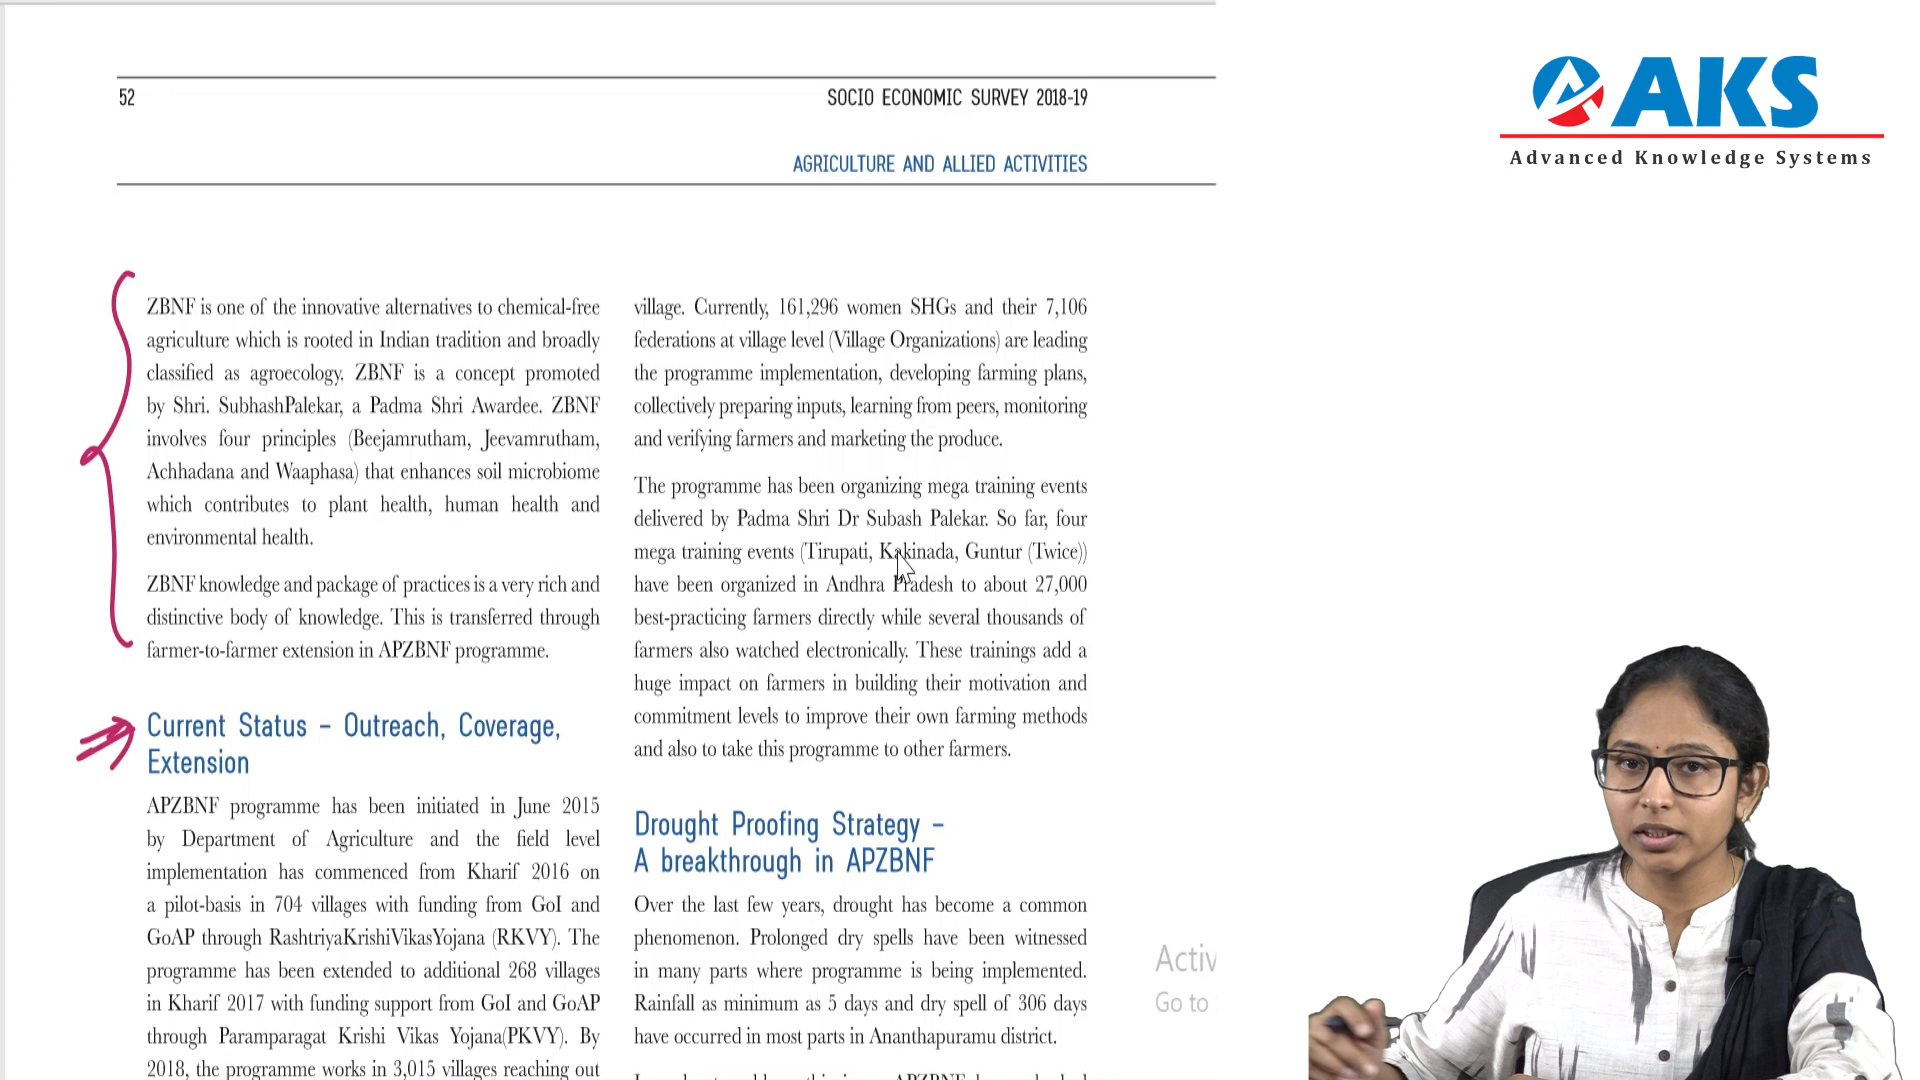 52
SOCIO ECONOMIC SURVEY 2018-19
AGRICULTURE AND ALLIED ACTIVITIES
AKS
Advanced Knowledge Systems
ZBNF is one of the innovative alternatives to chemical-free
agriculture which is rooted in Indian tradition and broadly
classified as agroecology. ZBNF is a concept promoted
by Shri. SubhashPalekar, a Padma Shri Awardee. ZBNF
involves four principles (Beejamrutham, Jeevamrutham,
Achhadana and Waaphasa) that enhances soil microbiome
which contributes to plant health, human health and
environmental health.
ZBNF knowledge and package of practices is a very rich and
distinctive body of knowledge. This is transferred through
farmer-to-farmer extension in APZBNF programme.
Current Status – Outreach, Coverage,
Extension
APZBNF programme has been initiated in June 2015
by Department of Agriculture and the field level
implementation has commenced from Kharif 2016 on
a pilot-basis in 704 villages with funding from GoI and
GoAP through RashtriyaKrishiVikasYojana (RKVY). The
programme has been extended to additional 268 villages
in Kharif 2017 with funding support from GoI and GoAP
through Paramparagat Krishi Vikas Yojana(PKVY). By
2018, the programme works in 3,015 villages reaching out
village. Currently, 161,296 women SHGs and their 7,106
federations at village level (Village Organizations) are leading
the programme implementation, developing farming plans,
collectively preparing inputs, learning from peers, monitoring
and verifying farmers and marketing the produce.
The programme has been organizing mega training events
delivered by Padma Shri Dr Subash Palekar. So far, four
mega training events (Tirupati, Kakinada, Guntur (Twice))
have been organized in Andhra Pradesh to about 27,000
best-practicing farmers directly while several thousands of
farmers also watched electronically. These trainings add a
huge impact on farmers in building their motivation and
commitment levels to improve their own farming methods
and also to take this programme to other farmers.
Drought Proofing Strategy –
A breakthrough in APZBNF
Over the last few years, drought has become a common
phenomenon. Prolonged dry spells have been witnessed
in many parts where programme is being implemented.
Rainfall as minimum as 5 days and dry spell of 306 days
have occurred in most parts in Ananthapuramu district.
Activ
Go to